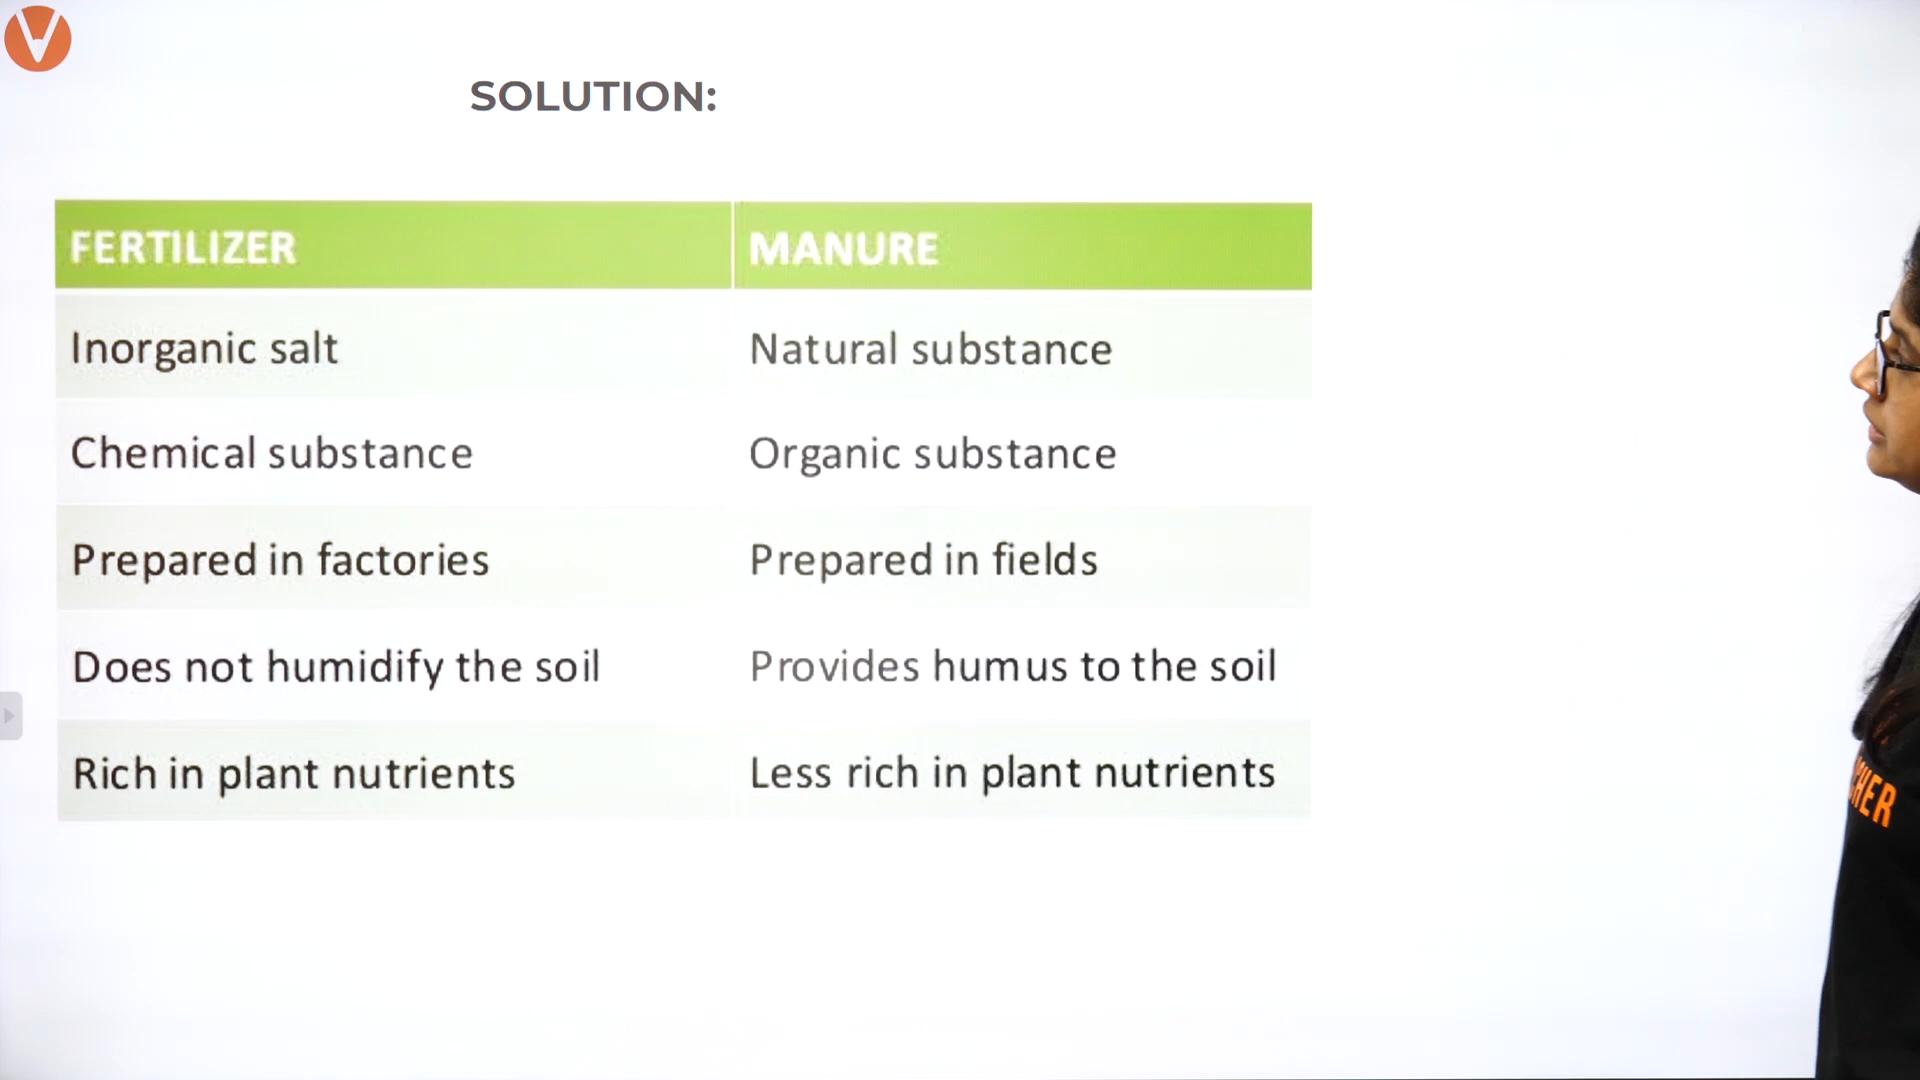 SOLUTION:
FERTILIZER MANURE
Inorganic salt Natural substance
Chemical substance Organic substance
Prepared in factories Prepared in fields
Does not humidify the soil Provides humus to the soil
Rich in plant nutrients Less rich in plant nutrients
CHER